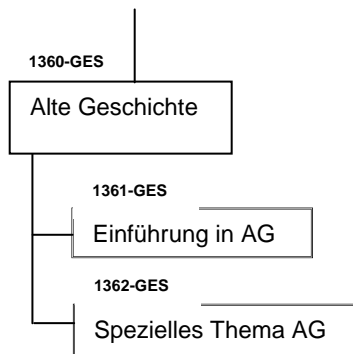 1360-GES
Alte Geschichte
1361-GES
Einführung in AG
1362-GES
Spezielles Thema AG